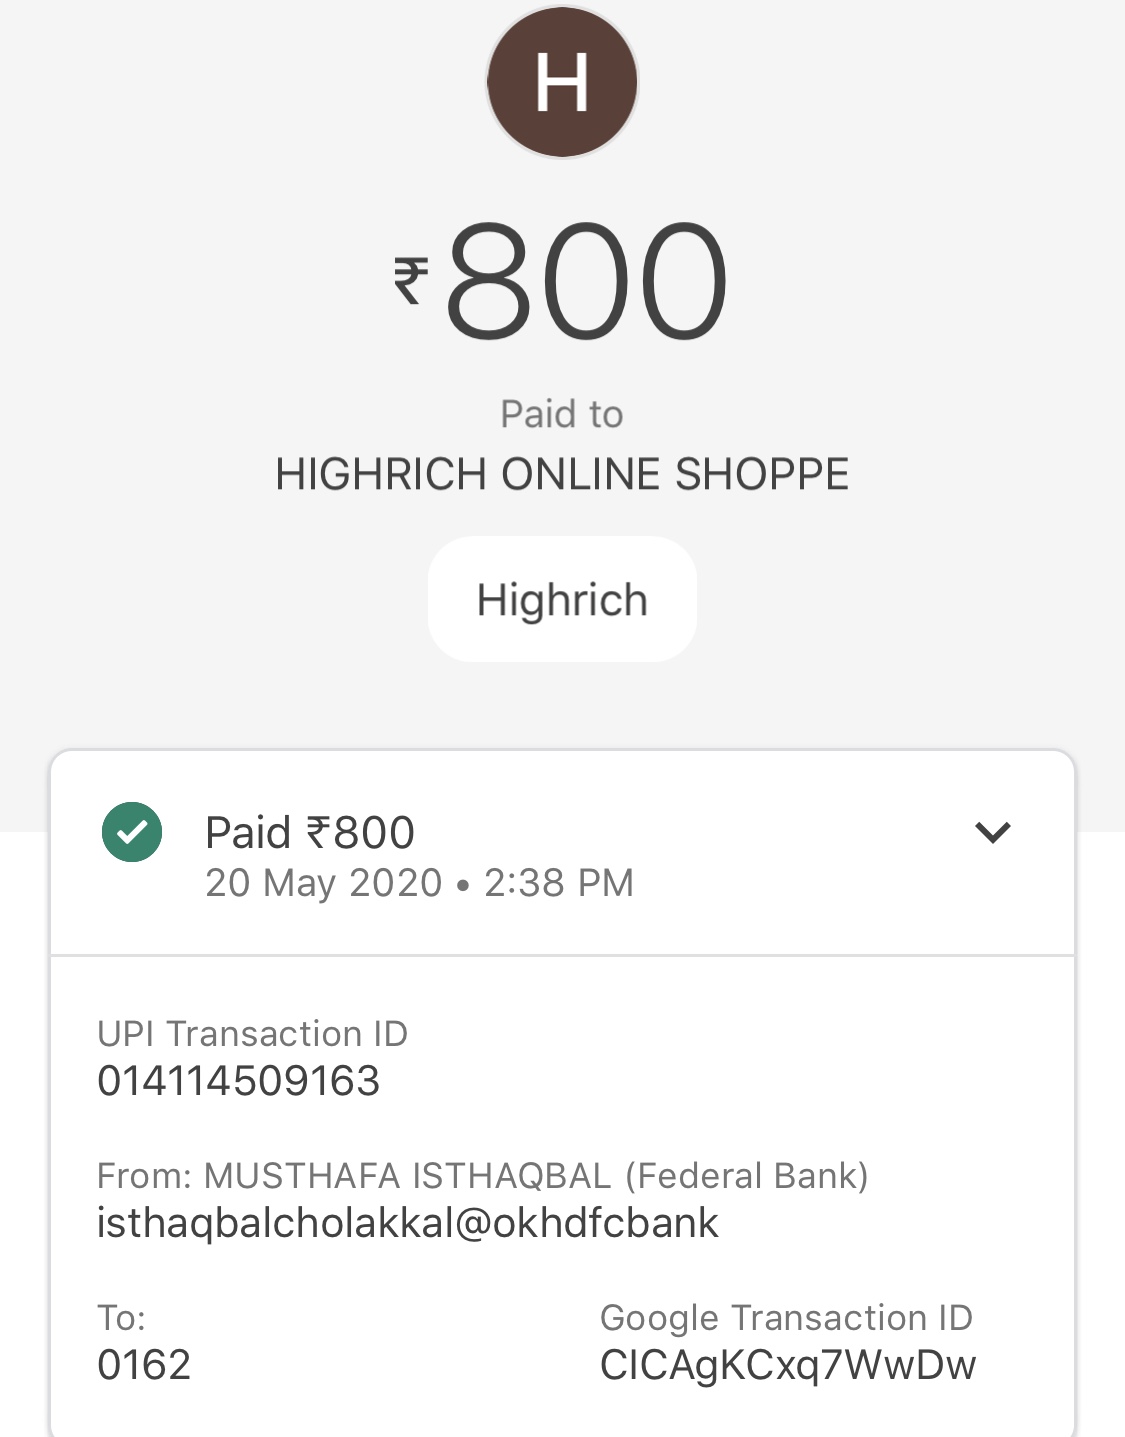 H
₹800
Paid to
HIGHRICH ONLINE SHOPPE
Highrich
Paid ₹800
20 May 2020 • 2:38 PM
UPI Transaction ID
014114509163
From: MUSTHAFA ISTHAQBAL (Federal Bank)
isthaqbalcholakkal@okhdfcbank
To:
0162
Google Transaction ID
CICAgKCxq7WwDw